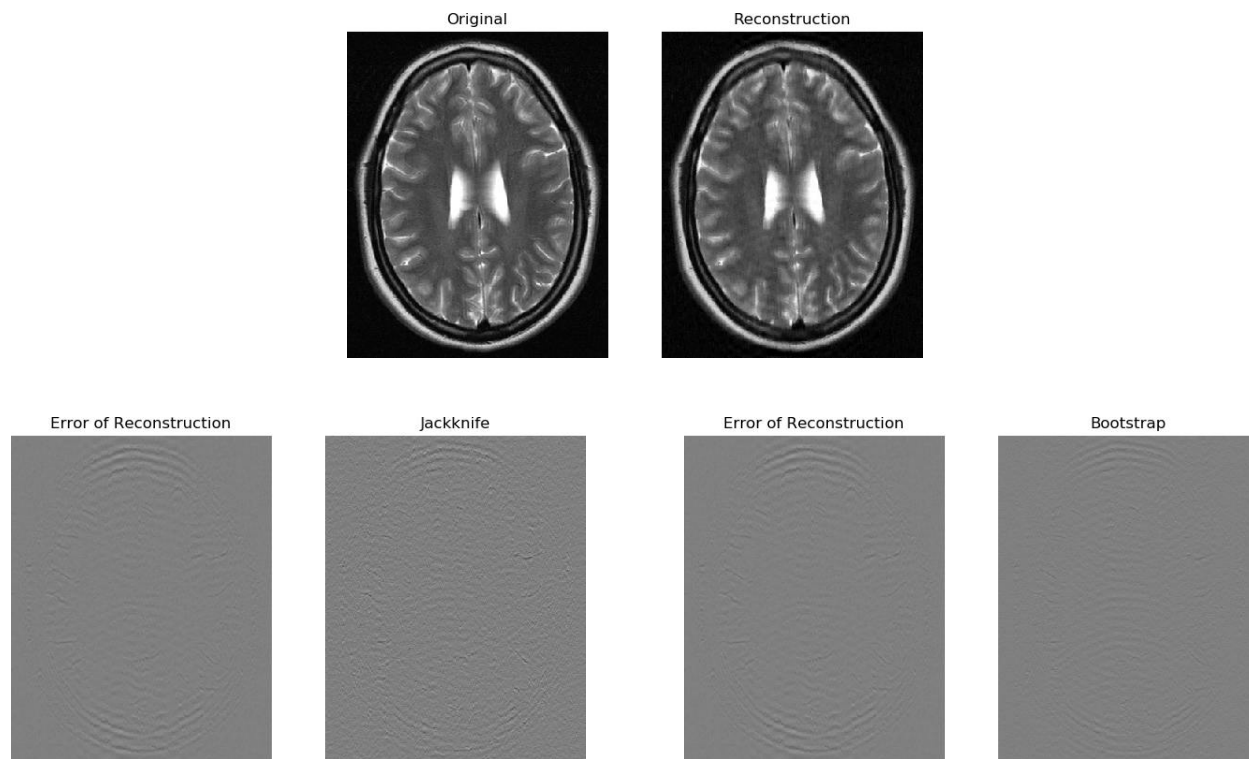 Original
Reconstruction
Error of Reconstruction
Jackknife
Error of Reconstruction
Bootstrap